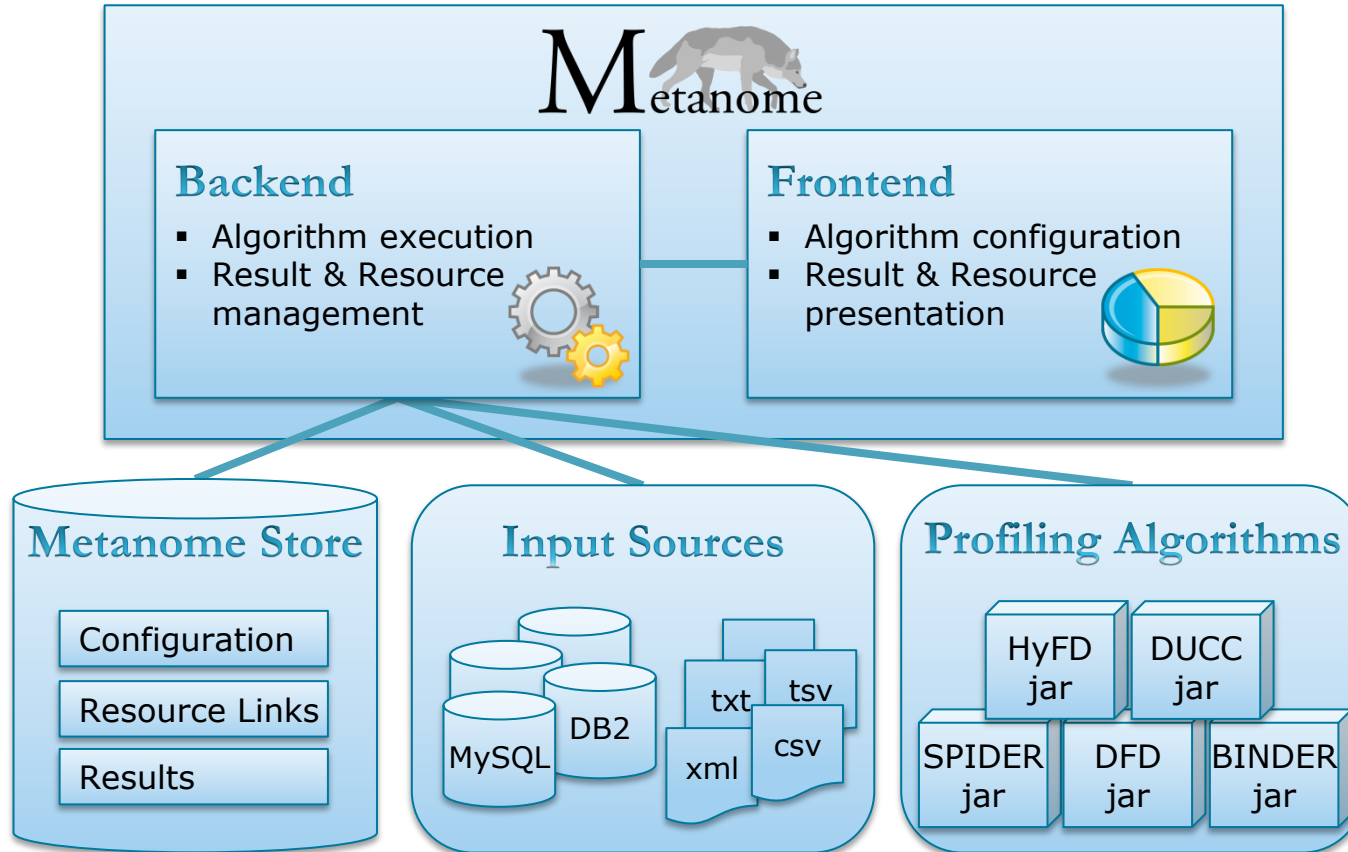 Metanome
Backend
▪ Algorithm execution
▪ Result & Resource
management
Frontend
▪ Algorithm configuration
▪ Result & Resource
presentation
Metanome Store
Configuration
Resource Links
Results
Input Sources
MySQL
DB2
txt
tsv
xml
csv
Profiling Algorithms
HyFD
jar
DUCC
jar
SPIDER
jar
DFD
jar
BINDER
jar